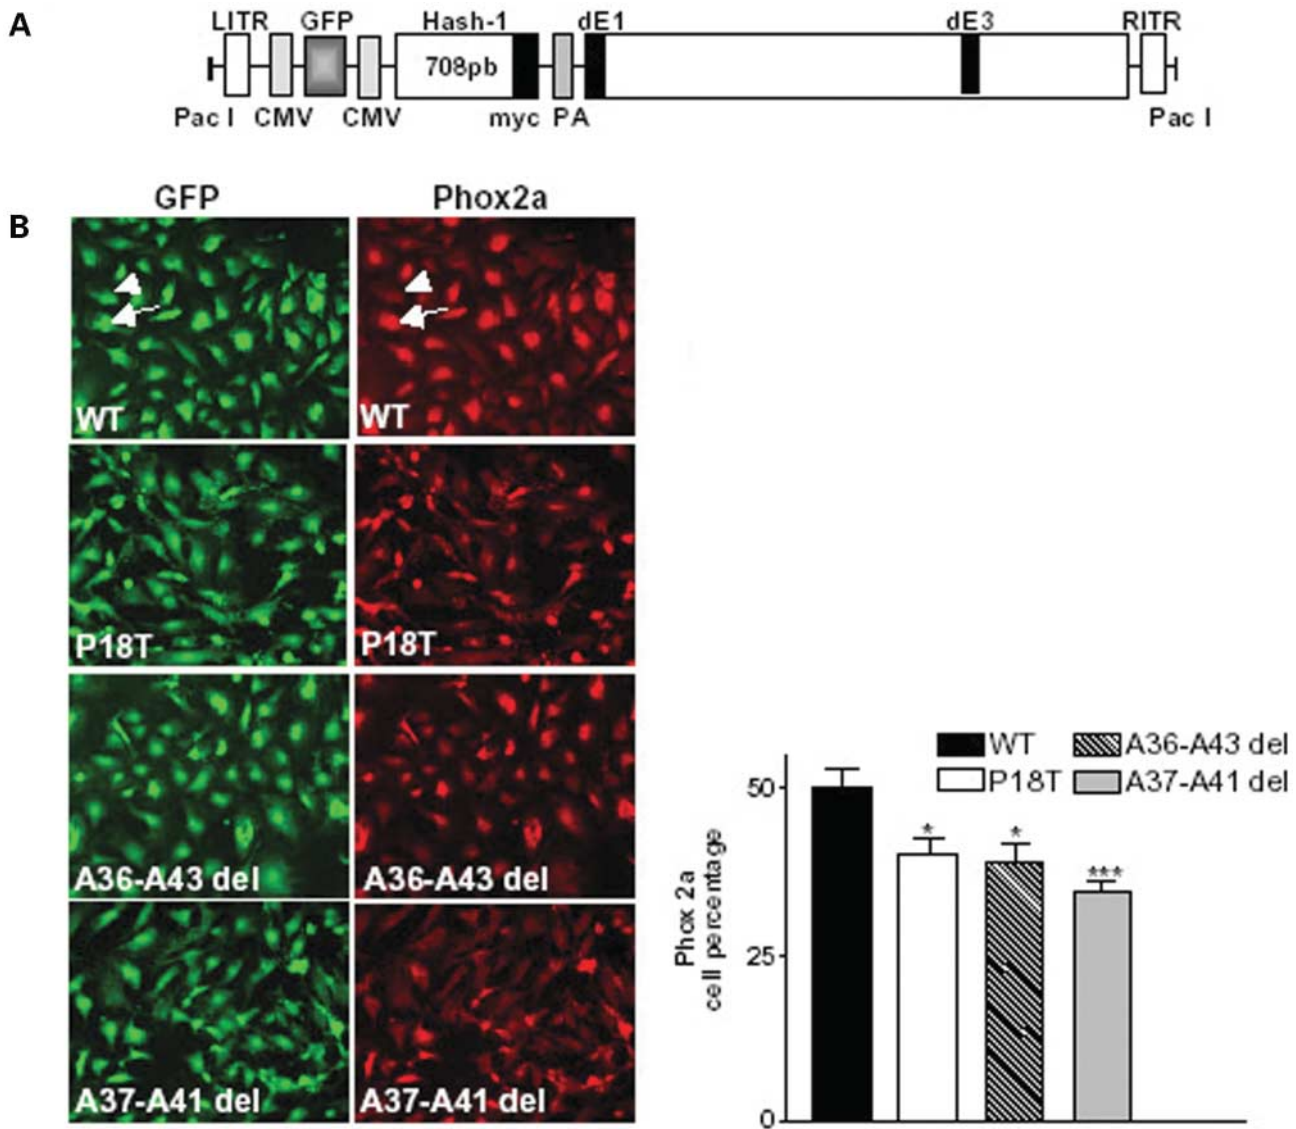 A
LITR GFP Hash-1 dE1 dE3 RITR
708pb
Pac I CMV CMV myc PA Pac I
B
GFP Phox2a
WT WT
P18T P18T
A36-A43 del A36-A43 del
A37-A41 del A37-A41 del
WT A36-A43 del
P18T A37-A41 del
Phox 2a
cell percentage
50
25
0
* * ***